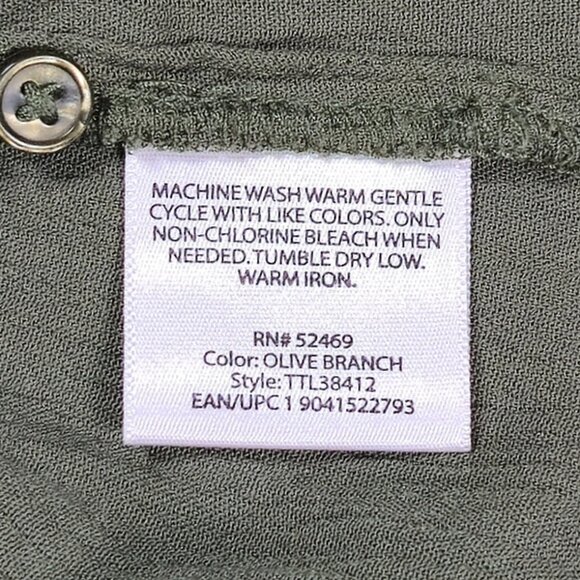 MACHINE WASH WARM GENTLE
CYCLE WITH LIKE COLORS. ONLY
NON-CHLORINE BLEACH WHEN
NEEDED. TUMBLE DRY LOW.
WARM IRON.
RN# 52469
Color: OLIVE BRANCH
Style: TTL38412
EAN/UPC 1 9041522793